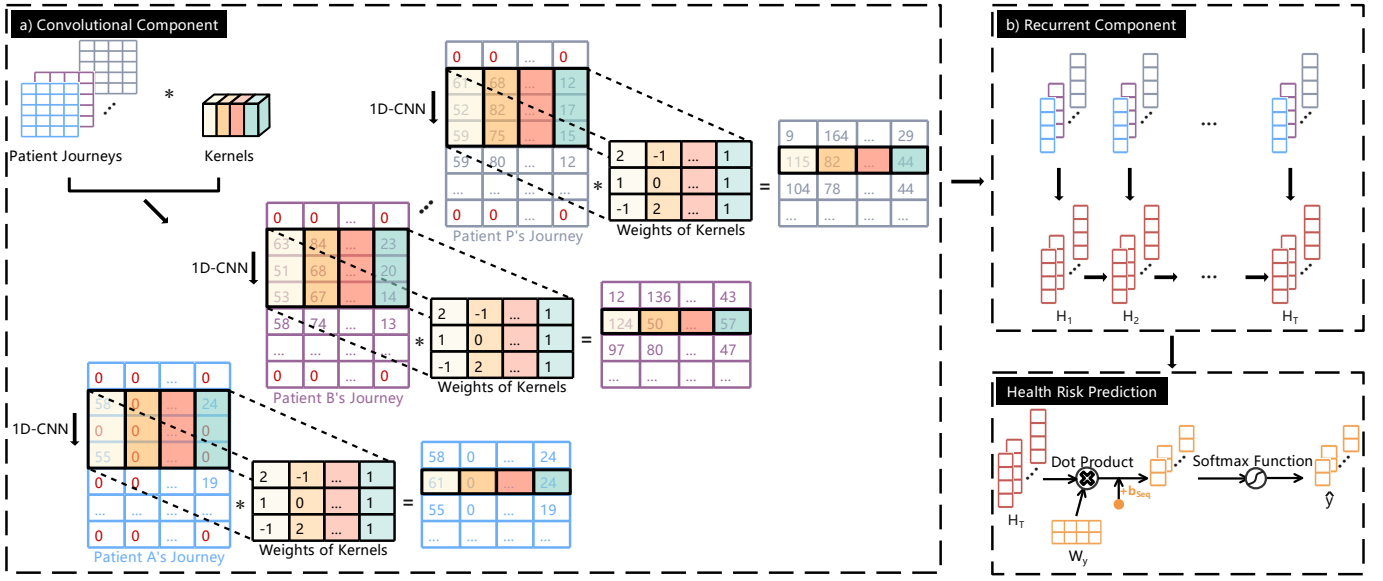 a) Convolutional Component
Patient Journeys
*
Kernels
1D-CNN
0 0 ... 0
61 68 ... 12
52 82 ... 17
59 75 ... 15
59 80 ... 12
... ... ... ...
0 0 ... 0
Patient P's Journey
*
2 -1 ... 1
1 0 ... 1
-1 2 ... 1
Weights of Kernels
=
9 164 ... 29
115 82 ... 44
104 78 ... 44
... ... ... ...
1D-CNN
0 0 ... 0
63 84 ... 23
51 68 ... 20
53 67 ... 14
58 74 ... 13
... ... ... ...
0 0 ... 0
Patient B's Journey
*
2 -1 ... 1
1 0 ... 1
-1 2 ... 1
Weights of Kernels
=
12 136 ... 43
124 50 ... 57
97 80 ... 47
... ... ... ...
1D-CNN
0 0 ... 0
58 0 ... 24
0 0 ... 0
55 0 ... 0
0 0 ... 19
... ... ... ...
0 0 ... 0
Patient A's Journey
*
2 -1 ... 1
1 0 ... 1
-1 2 ... 1
Weights of Kernels
=
58 0 ... 24
61 0 ... 24
55 0 ... 19
... ... ... ...
b) Recurrent Component
...
...
H1 H2 HT
Health Risk Prediction
Dot Product
Softmax Function
+bSeq
HT
Wy
ŷ